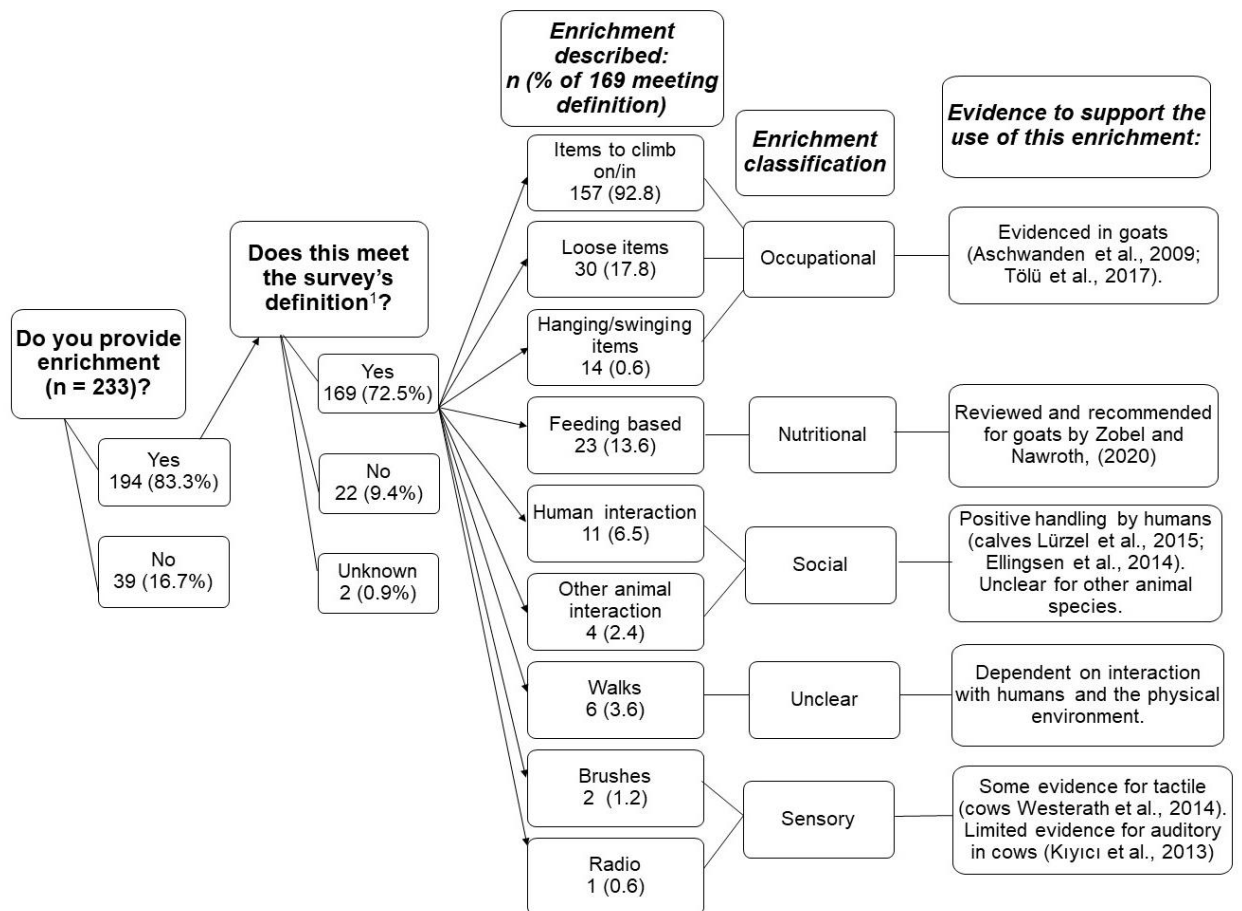 Do you provide
enrichment
(n = 233)?
Yes
194 (83.3%)
No
39 (16.7%)
Does this meet
the survey's
definition¹?
Yes
169 (72.5%)
No
22 (9.4%)
Unknown
2 (0.9%)
Enrichment
described:
n (% of 169 meeting
definition)
Items to climb
on/in
157 (92.8)
Loose items
30 (17.8)
Hanging/swinging
items
14 (0.6)
Feeding based
23 (13.6)
Human interaction
11 (6.5)
Other animal
interaction
4 (2.4)
Walks
6 (3.6)
Brushes
2 (1.2)
Radio
1 (0.6)
Enrichment
classification
Occupational
Nutritional
Social
Unclear
Sensory
Evidence to support the
use of this enrichment:
Evidenced in goats
(Aschwanden et al., 2009;
Tölü et al., 2017).
Reviewed and recommended
for goats by Zobel and
Nawroth, (2020)
Positive handling by humans
(calves Lürzel et al., 2015;
Ellingsen et al., 2014).
Unclear for other animal
species.
Dependent on interaction
with humans and the physical
environment.
Some evidence for tactile
(cows Westerath et al., 2014).
Limited evidence for auditory
in cows (Kıyıcı et al., 2013)